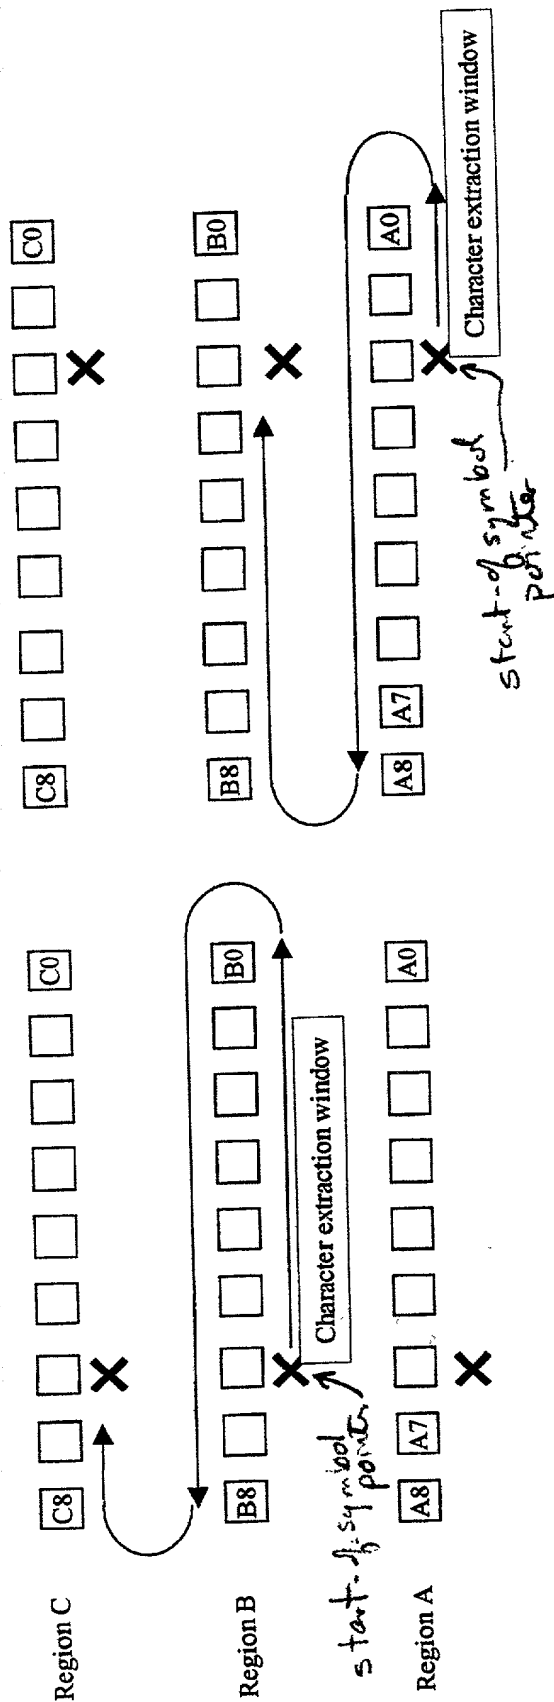 Region C C8 C0 C8 C0
Region B B8 B0 B8 B0
Character extraction window
start-of-symbol
pointer
Region A A8 A7 A0 A8 A7 A0
Character extraction window
start-of-symbol
pointer